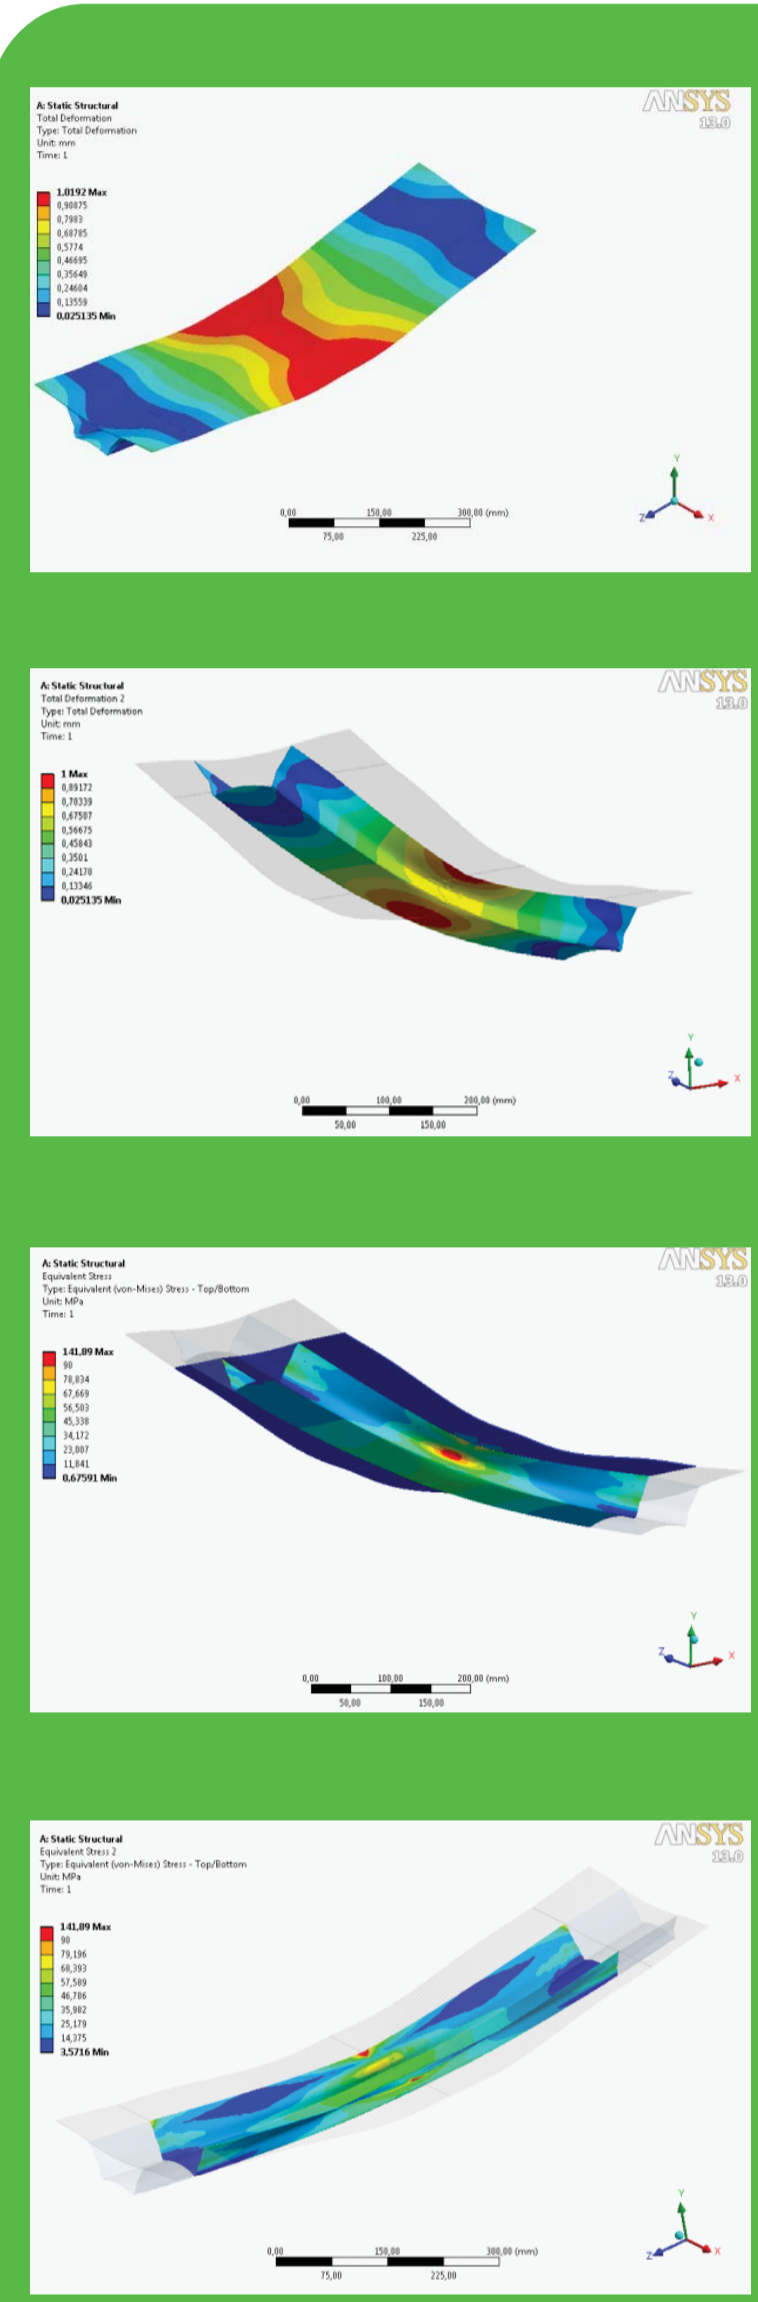 A: Static Structural
Total Deformation
Type: Total Deformation
Unit: mm
Time: 1
ANSYS
13.0
1,0192 Max
0,90875
0,7983
0,68785
0,5774
0,46695
0,35649
0,24604
0,13559
0,025135 Min
Y
Z
X
0,00 150,00 300,00 (mm)
75,00 225,00
A: Static Structural
Total Deformation 2
Type: Total Deformation
Unit: mm
Time: 1
ANSYS
13.0
1 Max
0,89172
0,78339
0,67507
0,56675
0,45843
0,3501
0,24178
0,13346
0,025135 Min
Y
Z
X
0,00 100,00 200,00 (mm)
50,00 150,00
A: Static Structural
Equivalent Stress
Type: Equivalent (von-Mises) Stress - Top/Bottom
Unit: MPa
Time: 1
ANSYS
13.0
141,89 Max
90
78,834
67,669
56,503
45,338
34,172
23,007
11,841
0,67591 Min
Y
Z
X
0,00 100,00 200,00 (mm)
50,00 150,00
A: Static Structural
Equivalent Stress 2
Type: Equivalent (von-Mises) Stress - Top/Bottom
Unit: MPa
Time: 1
ANSYS
13.0
141,89 Max
90
79,196
68,393
57,589
46,786
35,982
25,179
14,375
3,5716 Min
Y
Z
X
0,00 150,00 300,00 (mm)
75,00 225,00